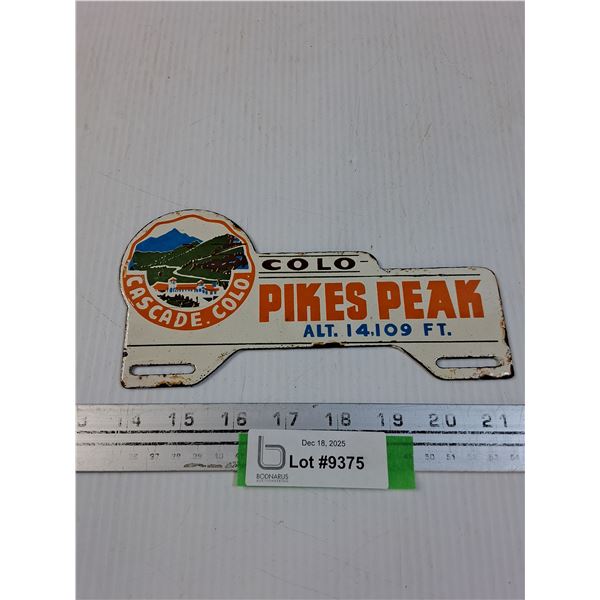 COLO
PIKES PEAK
ALT. 14,109 FT.
CASCADE. COLO.
14 15 16 17 18 19 20 21
Dec 18, 2025
Lot #9375
BODNARUS
AUCTIONEERING